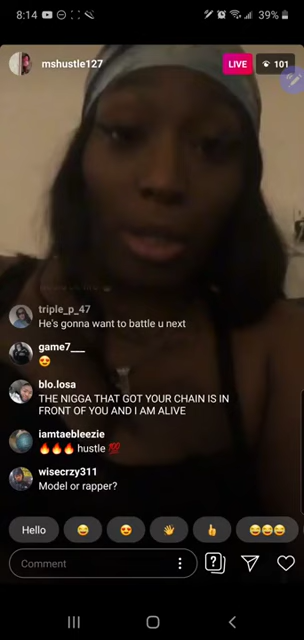 8:14 39%
mshustle127 LIVE 101
triple_p_47
He's gonna want to battle u next
game7___
blo.losa
THE NIGGA THAT GOT YOUR CHAIN IS IN
FRONT OF YOU AND I AM ALIVE
iamtaebleezie
🔥🔥🔥 hustle 💯
wisecrzy311
Model or rapper?
Hello
Comment